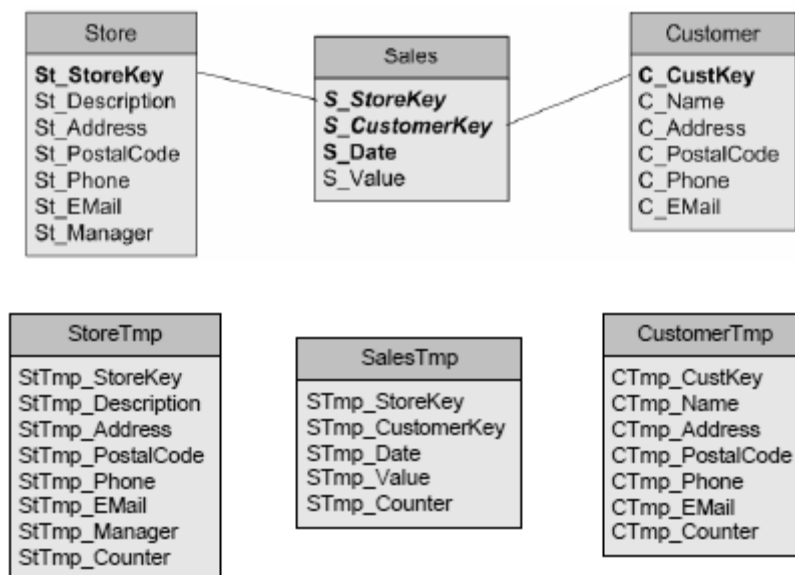 Store
St_StoreKey
St_Description
St_Address
St_PostalCode
St_Phone
St_EMail
St_Manager
Sales
S_StoreKey
S_CustomerKey
S_Date
S_Value
Customer
C_CustKey
C_Name
C_Address
C_PostalCode
C_Phone
C_EMail
StoreTmp
StTmp_StoreKey
StTmp_Description
StTmp_Address
StTmp_PostalCode
StTmp_Phone
StTmp_EMail
StTmp_Manager
StTmp_Counter
SalesTmp
STmp_StoreKey
STmp_CustomerKey
STmp_Date
STmp_Value
STmp_Counter
CustomerTmp
CTmp_CustKey
CTmp_Name
CTmp_Address
CTmp_PostalCode
CTmp_Phone
CTmp_EMail
CTmp_Counter